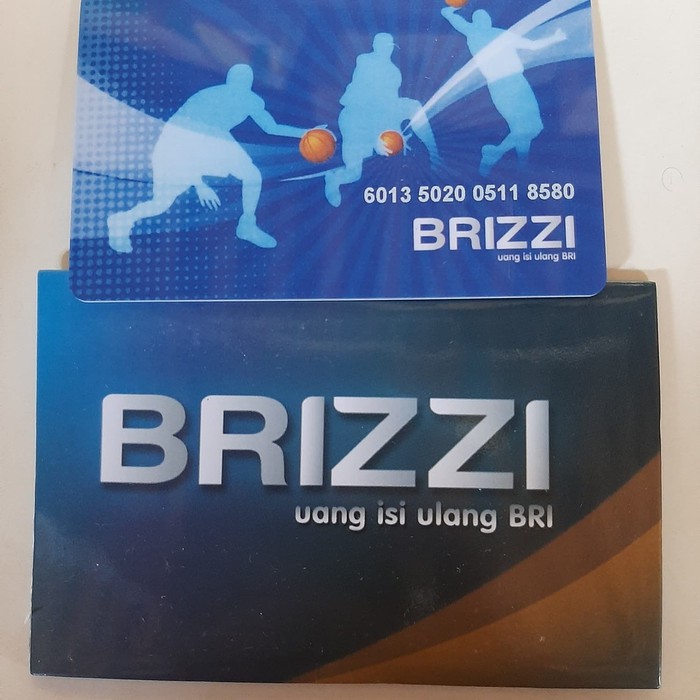 6013 5020 0511 8580
BRIZZI
uang isi ulang BRI
BRIZZI
uang isi ulang BRI